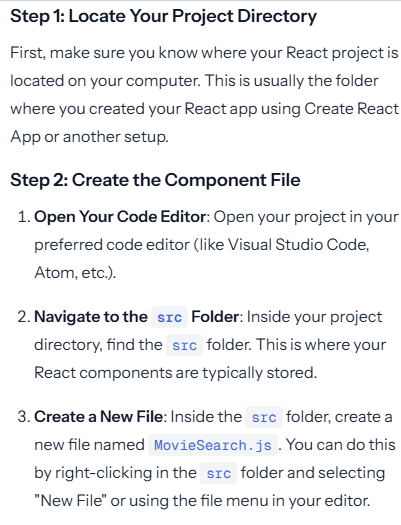 Step 1: Locate Your Project Directory
First, make sure you know where your React project is
located on your computer. This is usually the folder
where you created your React app using Create React
App or another setup.
Step 2: Create the Component File
1. Open Your Code Editor: Open your project in your
preferred code editor (like Visual Studio Code,
Atom, etc.).
2. Navigate to the src Folder: Inside your project
directory, find the src folder. This is where your
React components are typically stored.
3. Create a New File: Inside the src folder, create a
new file named MovieSearch.js. You can do this
by right-clicking in the src folder and selecting
"New File" or using the file menu in your editor.